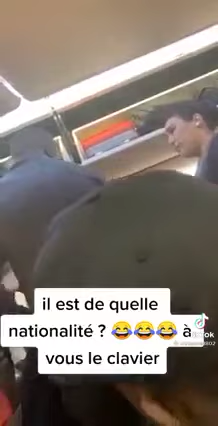 il est de quelle
nationalité ? 😂😂😂 à
vous le clavier